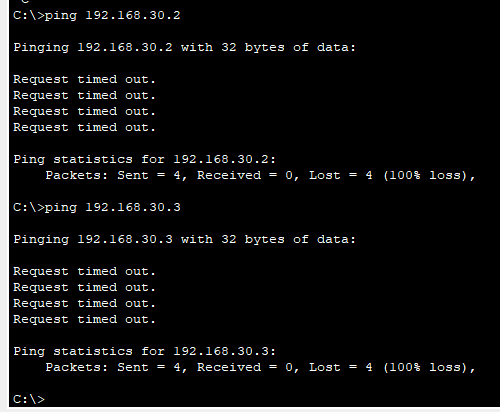 C:\>ping 192.168.30.2
Pinging 192.168.30.2 with 32 bytes of data:
Request timed out.
Request timed out.
Request timed out.
Request timed out.
Ping statistics for 192.168.30.2:
    Packets: Sent = 4, Received = 0, Lost = 4 (100% loss),
C:\>ping 192.168.30.3
Pinging 192.168.30.3 with 32 bytes of data:
Request timed out.
Request timed out.
Request timed out.
Request timed out.
Ping statistics for 192.168.30.3:
    Packets: Sent = 4, Received = 0, Lost = 4 (100% loss),
C:\>